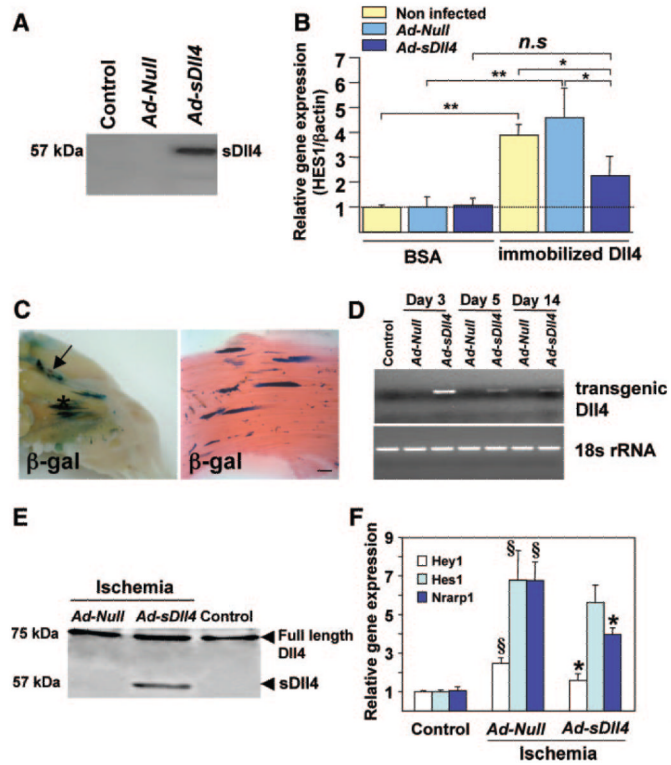 A
Control
Ad-Null
Ad-sDll4
57 kDa
sDll4
B
Non infected
Ad-Null
Ad-sDll4
Relative gene expression
(HES1/βactin)
7
6
5
4
3
2
1
**
**
n.s
*
*
BSA
immobilized Dll4
C
*
β-gal
β-gal
D
Day 3
Day 5
Day 14
Control
Ad-Null
Ad-sDll4
Ad-Null
Ad-sDll4
Ad-Null
Ad-sDll4
transgenic
Dll4
18s rRNA
E
Ischemia
Ad-Null
Ad-sDll4
Control
75 kDa
Full length
Dll4
57 kDa
sDll4
F
Relative gene expression
9
7
5
3
1
Hey1
Hes1
Nrarp1
§
§
§
*
*
Control
Ad-Null
Ad-sDll4
Ischemia